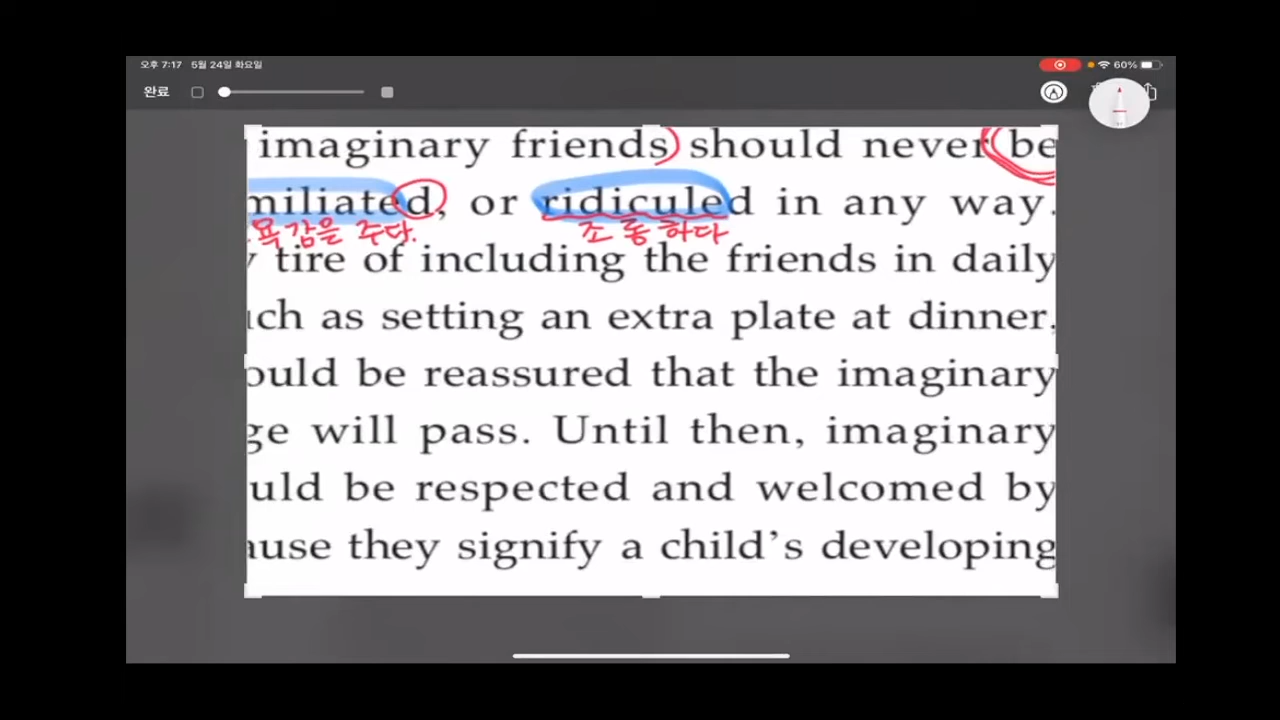 오후 7:17 5월 24일 화요일
60%
완료
imaginary friends) should never (be
miliated, or ridiculed in any way.
욕감을 주다. 조롱하다
tire of including the friends in daily
uch as setting an extra plate at dinner.
ould be reassured that the imaginary
ge will pass. Until then, imaginary
uld be respected and welcomed by
ause they signify a child's developing